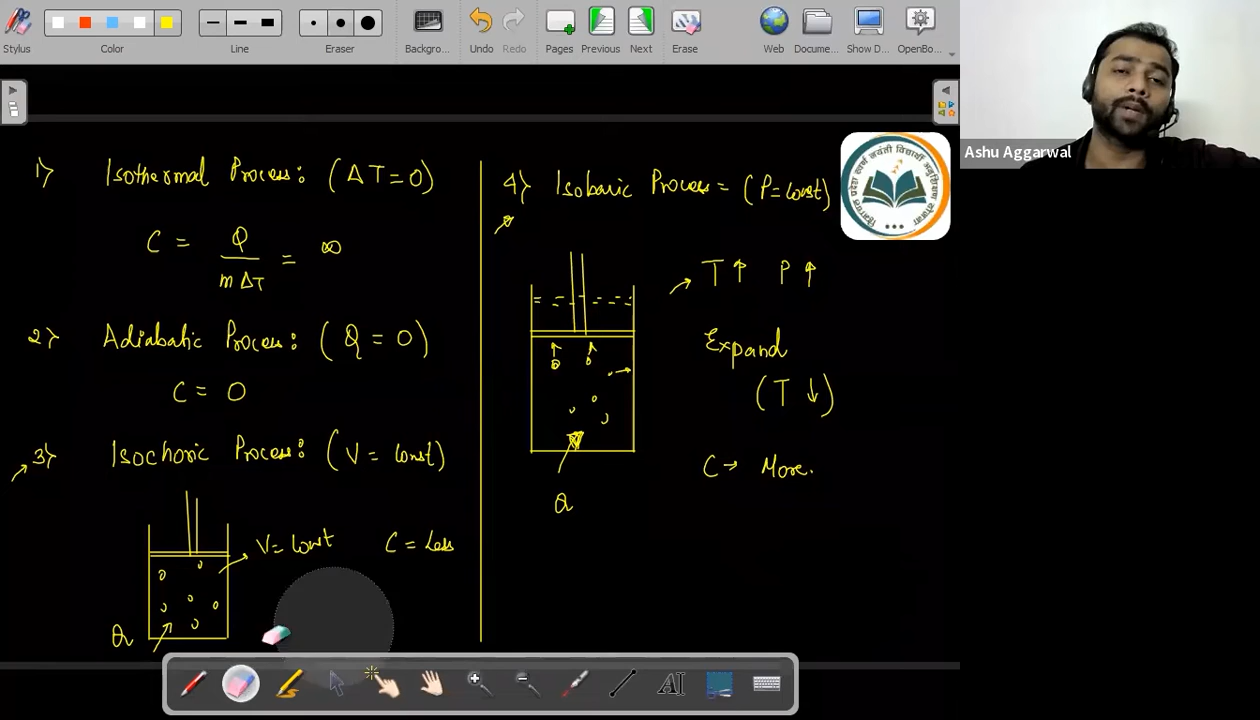 Stylus
Color
Line
Eraser
Backgro...
Undo
Redo
Pages
Previous
Next
Erase
Web
Docume...
Show D...
OpenBo...
Ashu Aggarwal
1) Isothermal Process: (ΔT=0)
C = Q / mΔT = ∞
2) Adiabatic Process: (Q = 0)
C = 0
3) Isochoric Process: (V = const)
V = const C = Less
Q
4) Isobaric Process = (P = const)
T↑ P↑
Expand
(T ↓)
C → More.
Q